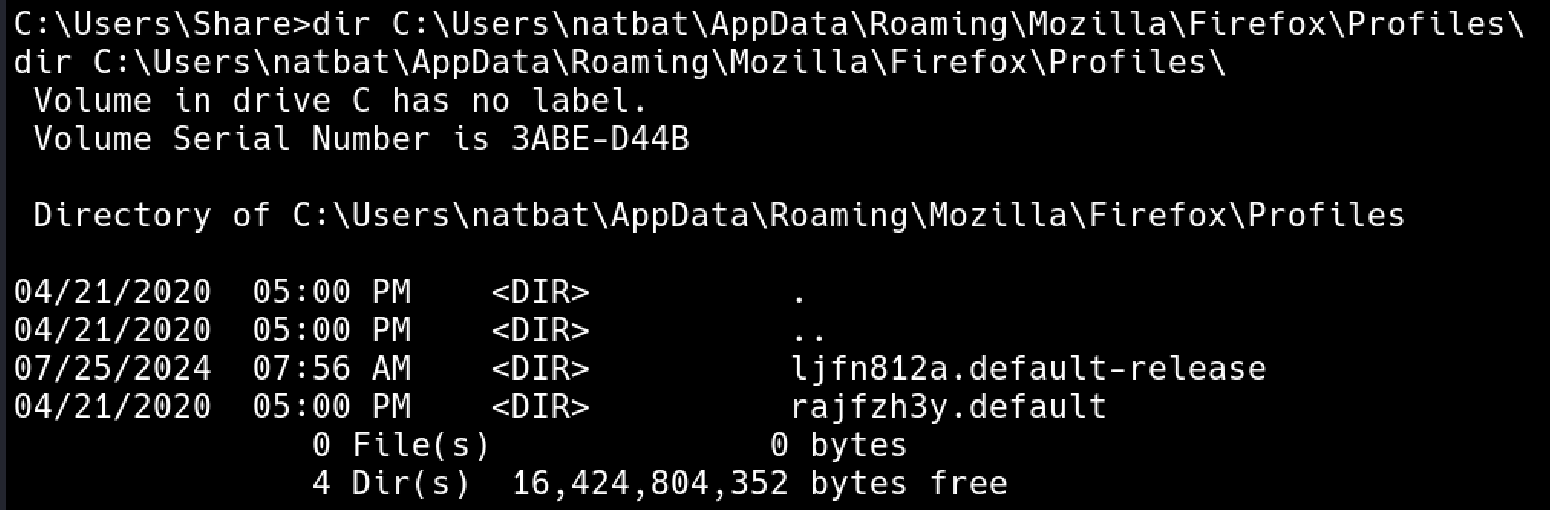 C:\Users\Share>dir C:\Users\natbat\AppData\Roaming\Mozilla\Firefox\Profiles\
dir C:\Users\natbat\AppData\Roaming\Mozilla\Firefox\Profiles\
 Volume in drive C has no label.
 Volume Serial Number is 3ABE-D44B

 Directory of C:\Users\natbat\AppData\Roaming\Mozilla\Firefox\Profiles

04/21/2020  05:00 PM    <DIR>          .
04/21/2020  05:00 PM    <DIR>          ..
07/25/2024  07:56 AM    <DIR>          ljfn812a.default-release
04/21/2020  05:00 PM    <DIR>          rajfzh3y.default
               0 File(s)              0 bytes
               4 Dir(s)  16,424,804,352 bytes free